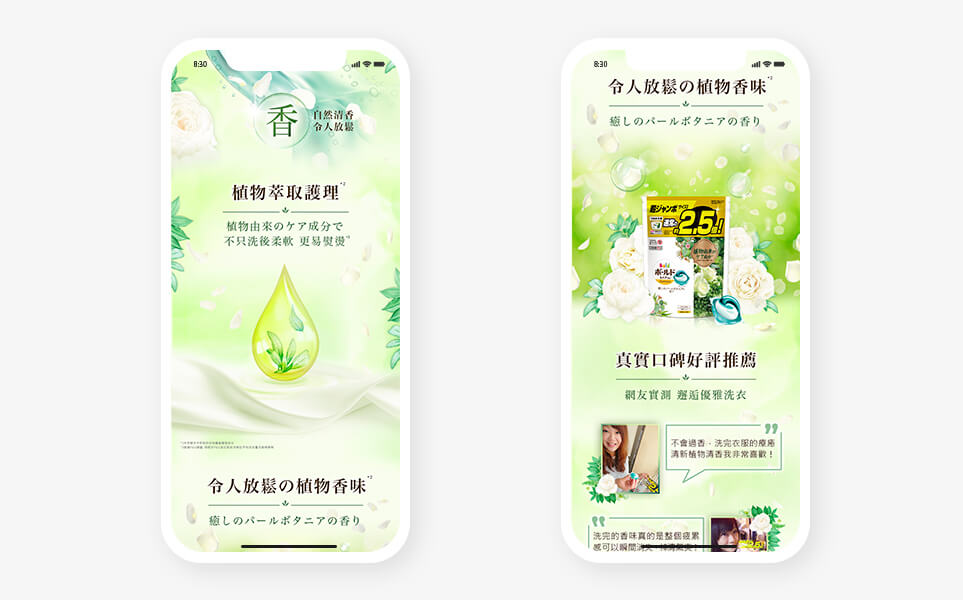 8:30
香
自然清香
令人放鬆
植物萃取護理*2
植物由來のケア成分で
不只洗後柔軟 更易熨燙
令人放鬆の植物香味*2
癒しのパールボタニアの香り
8:30
令人放鬆の植物香味*2
癒しのパールボタニアの香り
超ジャンボサイズ
2.5
ボールド
真實口碑好評推薦
網友實測 邂逅優雅洗衣
不會過香，洗完衣服的療癒
清新植物清香我非常喜歡！
洗完的香味真的是整個疲累
感可以瞬間消失